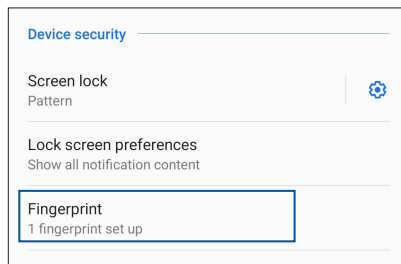 Device security
Screen lock
Pattern
Lock screen preferences
Show all notification content
Fingerprint
1 fingerprint set up